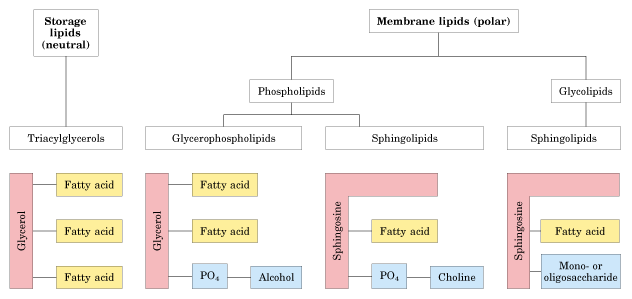 Storage
lipids
(neutral)
Membrane lipids (polar)
Phospholipids
Glycolipids
Triacylglycerols
Glycerophospholipids
Sphingolipids
Sphingolipids
Glycerol
Fatty acid
Fatty acid
Fatty acid
Glycerol
Fatty acid
Fatty acid
PO4
Alcohol
Sphingosine
Fatty acid
PO4
Choline
Sphingosine
Fatty acid
Mono- or
oligosaccharide